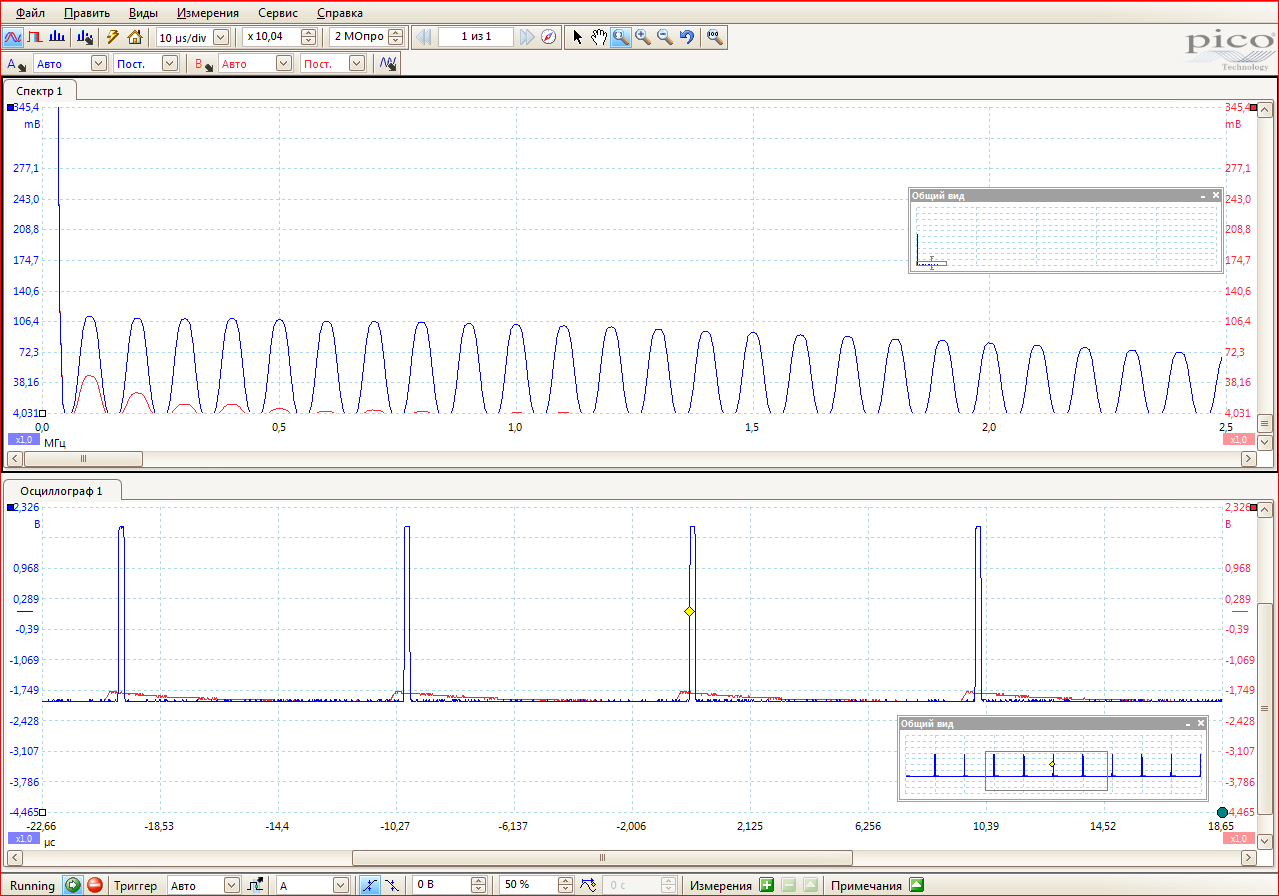 Файл Править Виды Измерения Сервис Справка
10 µs/div x 10,04 2 МОпро 1 из 1
pico
Technology
A Авто Пост. B Авто Пост.
Спектр 1
345,4 345,4
mВ mВ
277,1 277,1
243,0 243,0
Общий вид
208,8 208,8
174,7 174,7
140,6 140,6
106,4 106,4
72,3 72,3
38,16 38,16
4,031 4,031
0,0 0,5 1,0 1,5 2,0 2,5
x1,0 МГц x1,0
Осциллограф 1
2,326 2,326
В В
0,968 0,968
0,289 0,289
-0,39 -0,39
-1,069 -1,069
-1,749 -1,749
-2,428 -2,428
Общий вид
-3,107 -3,107
-3,786 -3,786
-4,465 4,465
-22,66 -18,53 -14,4 -10,27 -6,137 -2,006 2,125 6,256 10,39 14,52 18,65
x1,0 µс x1,0
Running Триггер Авто A 0 В 50 % 0 с Измерения Примечания